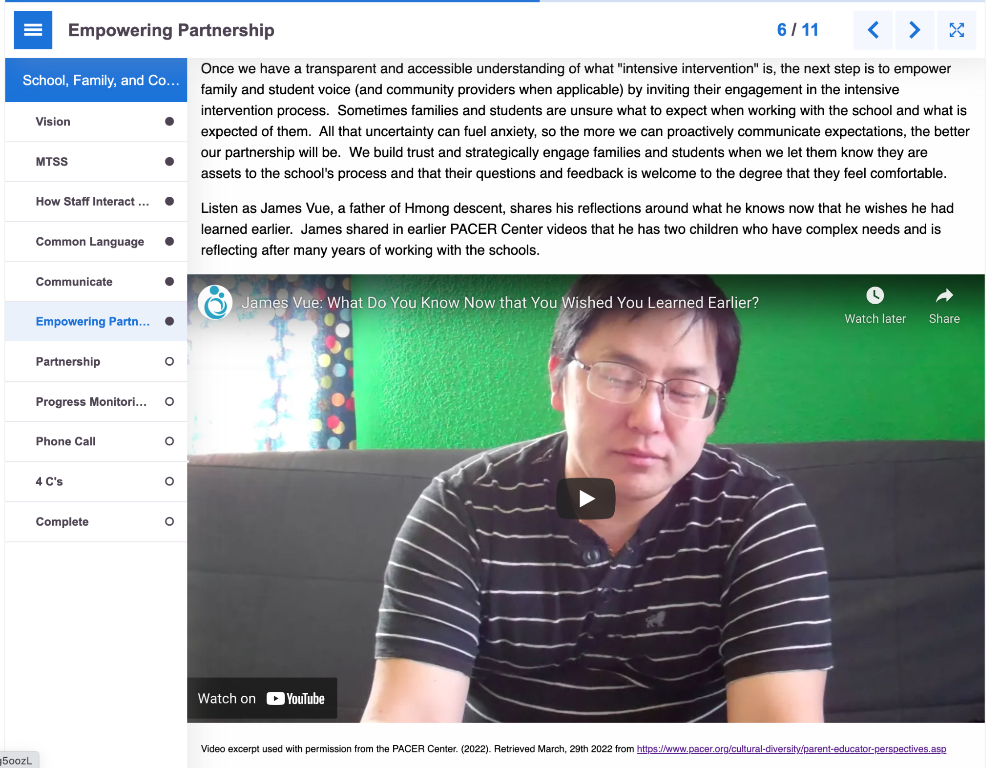 Empowering Partnership
6 / 11
School, Family, and Co...
Vision
MTSS
How Staff Interact ...
Common Language
Communicate
Empowering Partn...
Partnership
Progress Monitori...
Phone Call
4 C's
Complete
Once we have a transparent and accessible understanding of what "intensive intervention" is, the next step is to empower
family and student voice (and community providers when applicable) by inviting their engagement in the intensive
intervention process.  Sometimes families and students are unsure what to expect when working with the school and what is
expected of them.  All that uncertainty can fuel anxiety, so the more we can proactively communicate expectations, the better
our partnership will be.  We build trust and strategically engage families and students when we let them know they are
assets to the school's process and that their questions and feedback is welcome to the degree that they feel comfortable.
Listen as James Vue, a father of Hmong descent, shares his reflections around what he knows now that he wishes he had
learned earlier.  James shared in earlier PACER Center videos that he has two children who have complex needs and is
reflecting after many years of working with the schools.
James Vue: What Do You Know Now that You Wished You Learned Earlier?
Watch later
Share
Watch on YouTube
Video excerpt used with permission from the PACER Center. (2022). Retrieved March, 29th 2022 from https://www.pacer.org/cultural-diversity/parent-educator-perspectives.asp
g5oozL